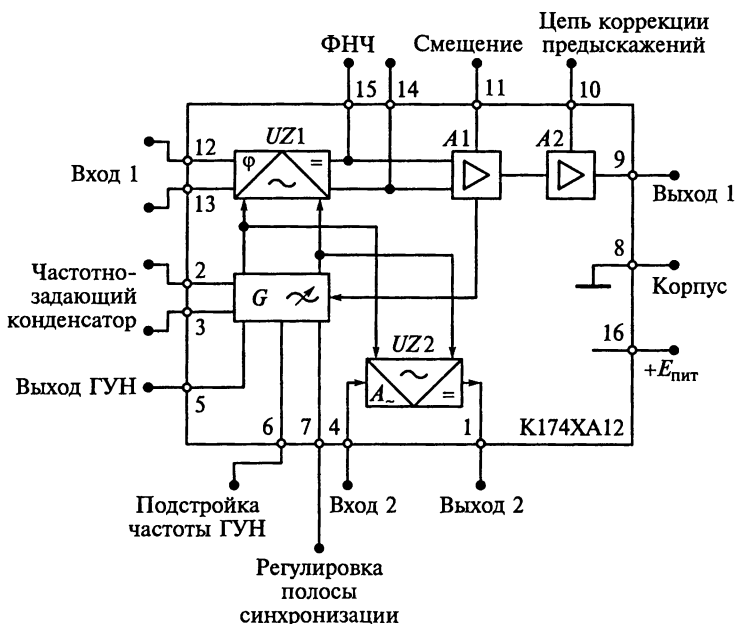 ФНЧ
Смещение
Цепь коррекции
предыскажений
15
14
11
10
UZ1
A1
A2
φ
=
12
Вход 1
13
9
Выход 1
Частотно-
задающий
конденсатор
2
3
G
8
Корпус
16
+Eпит
UZ2
A~
=
Выход ГУН
5
6
7
4
1
К174ХА12
Подстройка
частоты ГУН
Вход 2
Выход 2
Регулировка
полосы
синхронизации